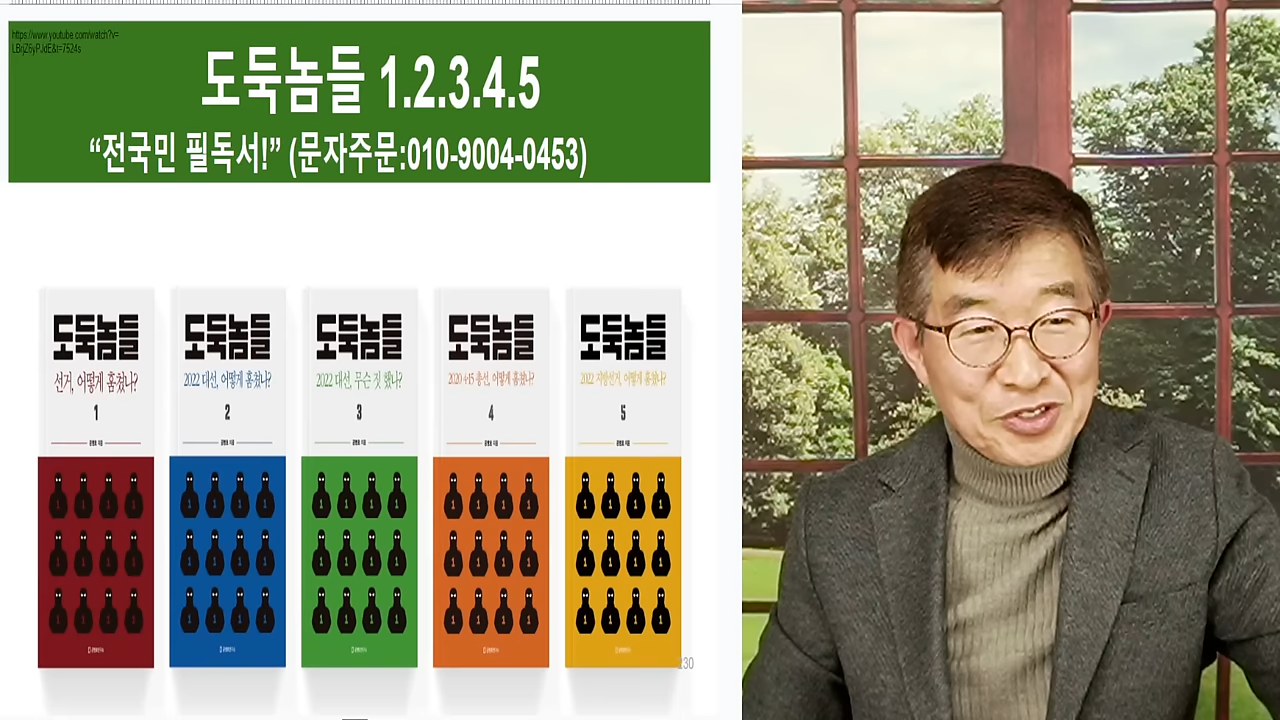 https://www.youtube.com/watch?v=
도둑놈들 1.2.3.4.5
“전국민 필독서!” (문자주문:010-9004-0453)
도둑놈들
선거, 어떻게 훔쳤나?
1
도둑놈들
2022 대선, 어떻게 훔쳤나?
2
도둑놈들
2022 대선, 무슨 짓 했나?
3
도둑놈들
2020 4·15 총선, 어떻게 훔쳤나?
4
도둑놈들
2022 지방선거, 어떻게 훔쳤나?
5